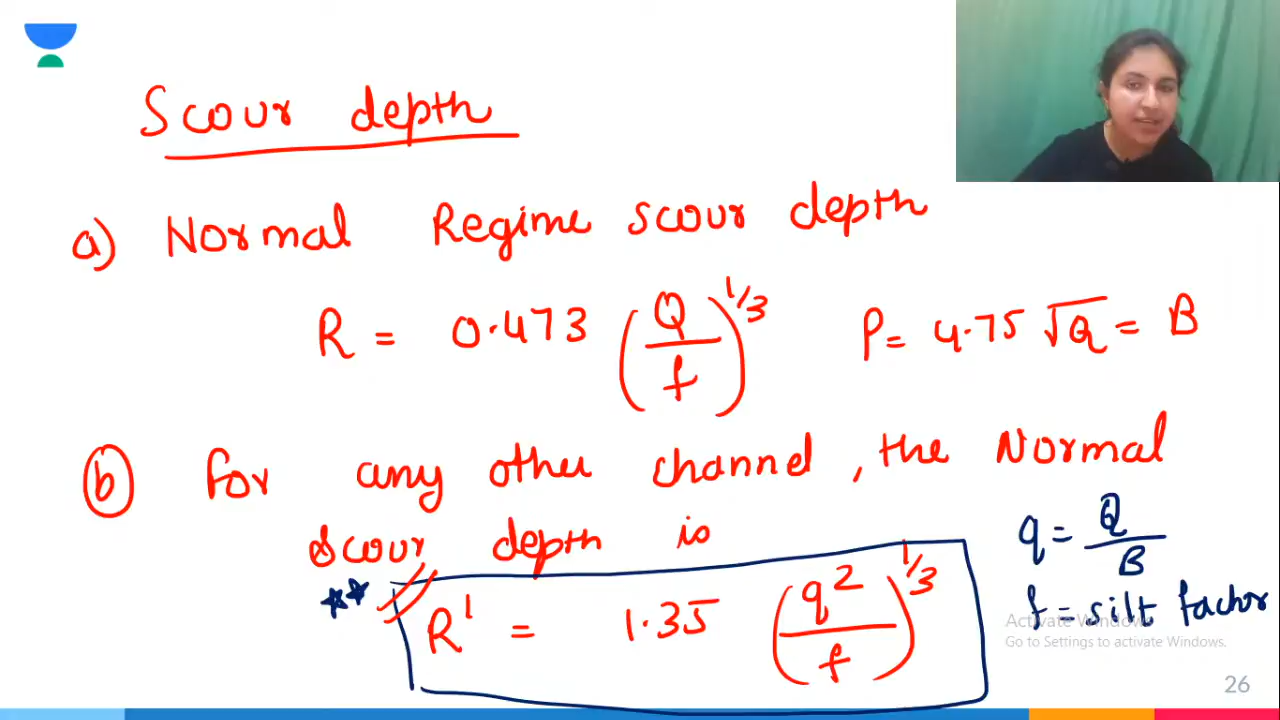 Scour depth
a) Normal Regime scour depth
R = 0.473 (Q/f)^1/3 P = 4.75 √Q = B
b) For any other channel, the Normal
scour depth is
q = Q/B
** R' = 1.35 (q²/f)^1/3
f = silt factor
Activate Windows
Go to Settings to activate Windows.
26